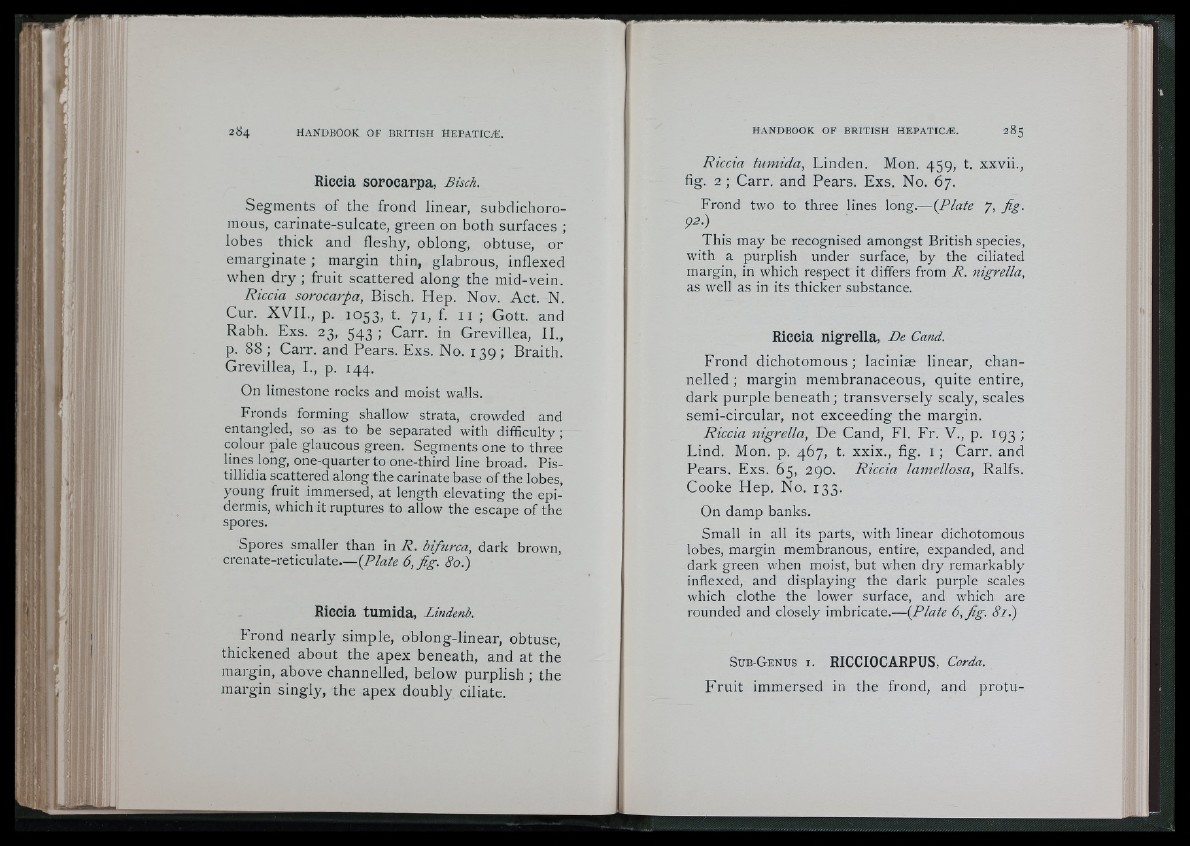 284 HANDBOOK OF BRITISH HEPATICÆ.
Riccia sorocarpa, Bisch.
Segments of the frond linear, subdichoro-
mous, carinate-sulcate, green on both surfaces ;
lobes thick and fleshy, oblong, obtuse, or
emarginate ; margin thin, glabrous, inflexed
when dry ; fruit scattered along the mid-vein.
Riccia sorocarpa, Bisch. Hep. Nov. Act. N.
Cur. XVII., p. 1053, t. 71, f. 11 ; Gott. and
Rabh. Exs. 23, 543 ; Carr. in Grevillea, II.,
p. 88 ; Carr. and Pears. Exs. No. 139 ; Braith.
Grevillea, I., p. 144.
On limestone rocks and moist walls.
Fronds forming shallow strata, crowded and
entangled, so as to be separated with difficulty ;
colour pale glaucous green. Segments one to three
lines long, one-quarter to one-third line broad. Pis-
tillidia scattered along the carinate base of the lobes,
young fruit immersed, at length elevating the epi-
dermis, which it ruptures to allow the escape of the
spores.
Spores smaller than in R. bifurca, dark brown,
crenate-reticulate.—(Plate 6, fig. 80.)
Riccia tumida, Lindenb.
Frond nearly simple, oblong-linear, obtuse,
thickened about the apex beneath, and at the
margin, above channelled, below purplish ; the
margin singly, the apex doubly ciliate.
HANDBOOK OF BRITISH HEPATICÆ. 285
Riccia tumida, Linden. Mon. 459, t. xxvii.,
fig. 2 ; Carr. and Pears. Exs. No. 67.
Frond two to three lines long.—(Plate 7, fig.
92.)
This may be recognised amongst British species,
with a purplish under surface, by the ciliated
margin, in which respect it differs from R. nigrella,
as well as in its thicker substance.
Riccia nigrella, De Cand.
Frond dichotomous ; laciniæ linear, chan-
nelled ; margin membranaceous, quite entire,
dark purple beneath ; transversely scaly, scales
semi-circular, not exceeding the margin.
Riccia nigrella, De Cand, Fl. Fr. V., p. 193 ;
Lind. Mon. p. 467, t. xxix., fig. 1 ; Carr. and
Pears. Exs. 65, 290. Riccia lamellosa, Ralfs.
Cooke Hep. No. 133.
On damp banks.
Small in all its parts, with linear dichotomous
lobes, margin membranous, entire, expanded, and
dark green when moist, but when dry remarkably
inflexed, and displaying the dark purple scales
which clothe the lower surface, and which are
rounded and closely imbricate.—(Plate 6, fig. 81.)
SUB-GENUS I. RICCIOCARPUS, Corda.
Fruit immersed in the frond, and protu-